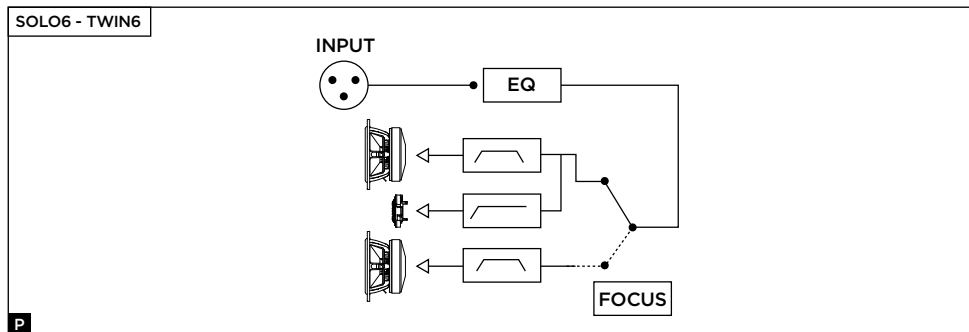 SOLO6 - TWIN6
INPUT
EQ
FOCUS
P